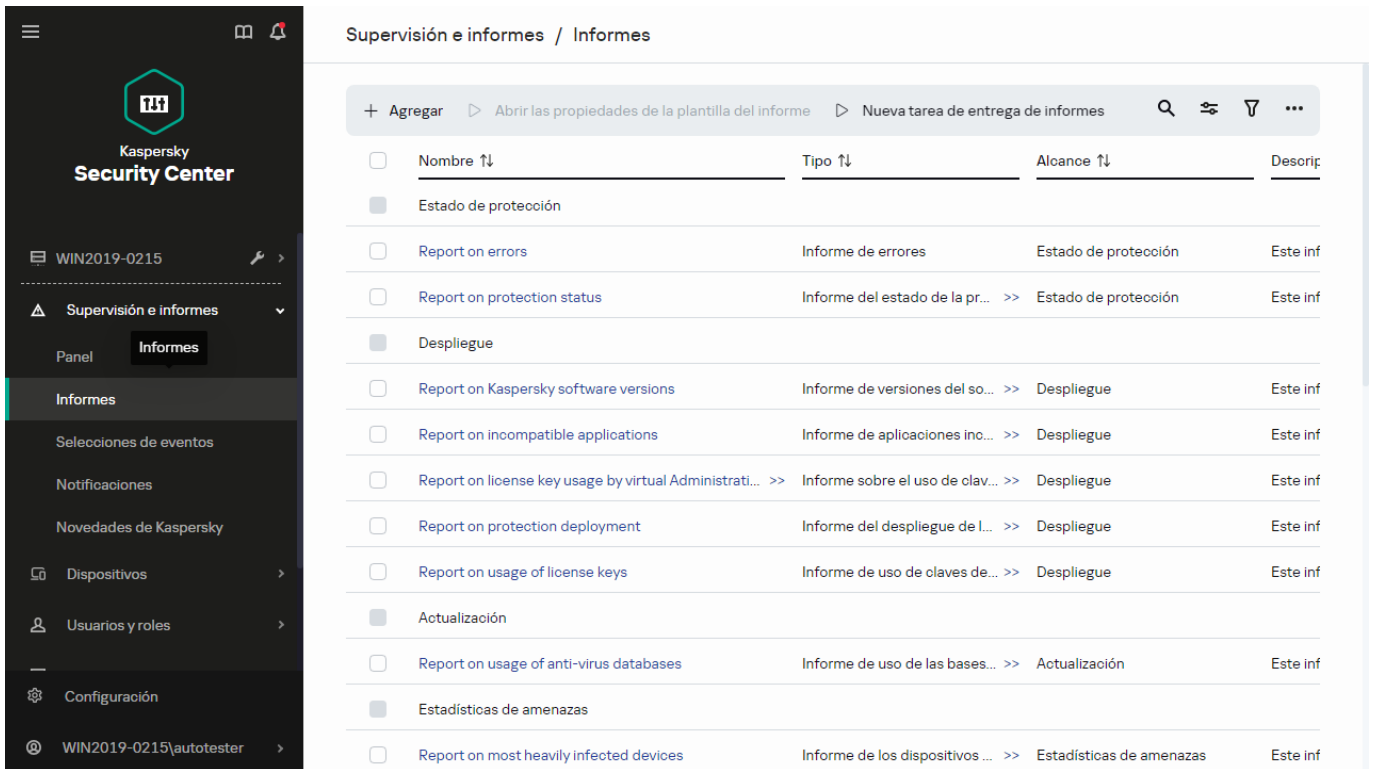 Kaspersky
Security Center
WIN2019-0215
Supervisión e informes
Panel
Informes
Informes
Selecciones de eventos
Notificaciones
Novedades de Kaspersky
Dispositivos
Usuarios y roles
Configuración
WIN2019-0215\autotester
Supervisión e informes / Informes
+ Agregar Abrir las propiedades de la plantilla del informe Nueva tarea de entrega de informes
Nombre Tipo Alcance Descrip
Estado de protección
Report on errors Informe de errores Estado de protección Este inf
Report on protection status Informe del estado de la pr... >> Estado de protección Este inf
Despliegue
Report on Kaspersky software versions Informe de versiones del so... >> Despliegue Este inf
Report on incompatible applications Informe de aplicaciones inc... >> Despliegue Este inf
Report on license key usage by virtual Administrati... >> Informe sobre el uso de clav... >> Despliegue Este inf
Report on protection deployment Informe del despliegue de l... >> Despliegue Este inf
Report on usage of license keys Informe de uso de claves de... >> Despliegue Este inf
Actualización
Report on usage of anti-virus databases Informe de uso de las bases... >> Actualización Este inf
Estadísticas de amenazas
Report on most heavily infected devices Informe de los dispositivos ... >> Estadísticas de amenazas Este inf